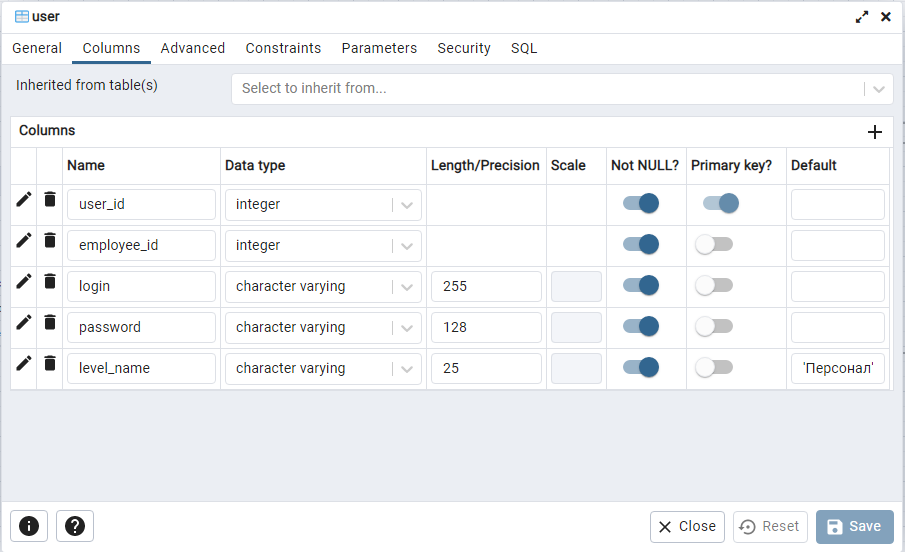 user
General Columns Advanced Constraints Parameters Security SQL
Inherited from table(s) Select to inherit from...
Columns
Name Data type Length/Precision Scale Not NULL? Primary key? Default
user_id integer
employee_id integer
login character varying 255
password character varying 128
level_name character varying 25 'Персонал'
Close Reset Save